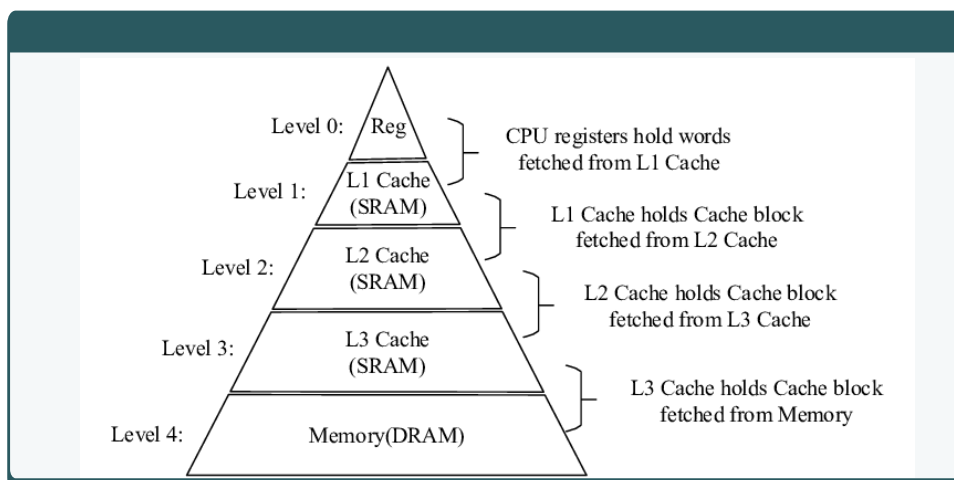 Level 0:
Reg
CPU registers hold words
fetched from L1 Cache
Level 1:
L1 Cache
(SRAM)
L1 Cache holds Cache block
fetched from L2 Cache
Level 2:
L2 Cache
(SRAM)
L2 Cache holds Cache block
fetched from L3 Cache
Level 3:
L3 Cache
(SRAM)
L3 Cache holds Cache block
fetched from Memory
Level 4:
Memory(DRAM)